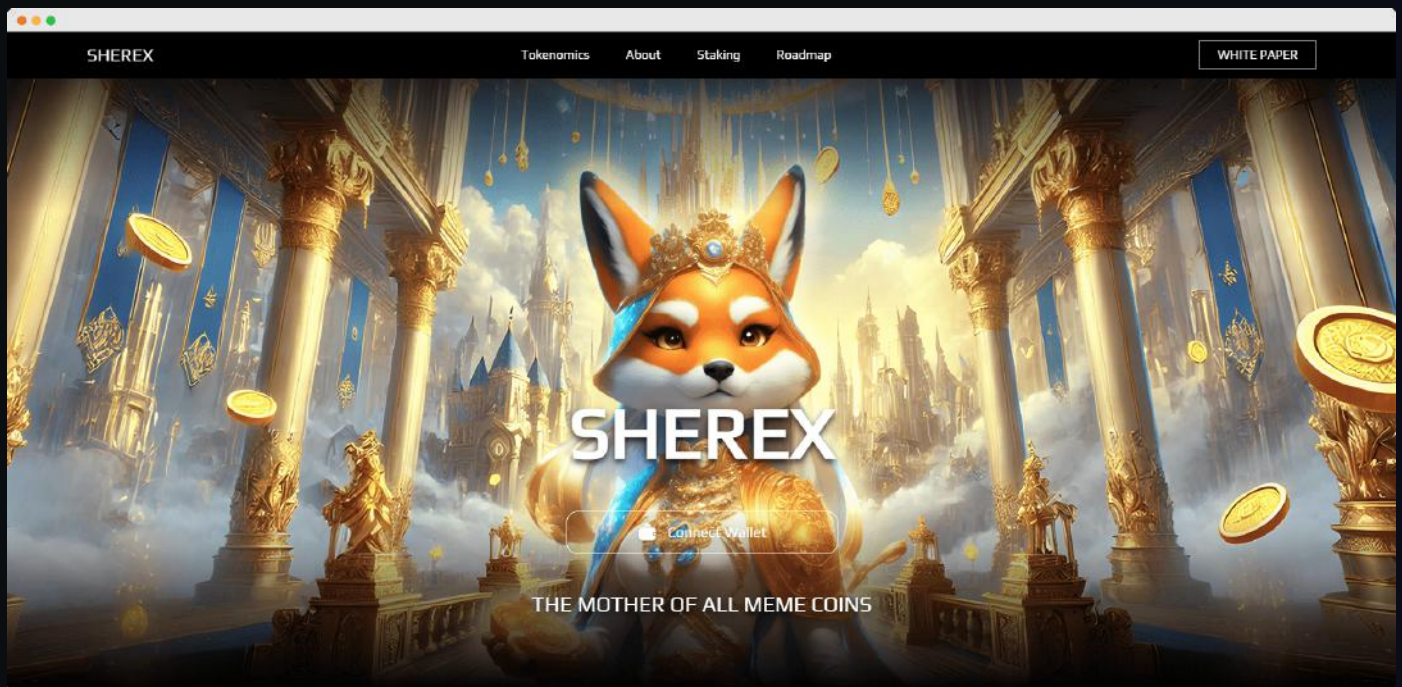 SHEREX
Tokenomics
About
Staking
Roadmap
WHITE PAPER
SHEREX
Connect Wallet
THE MOTHER OF ALL MEME COINS